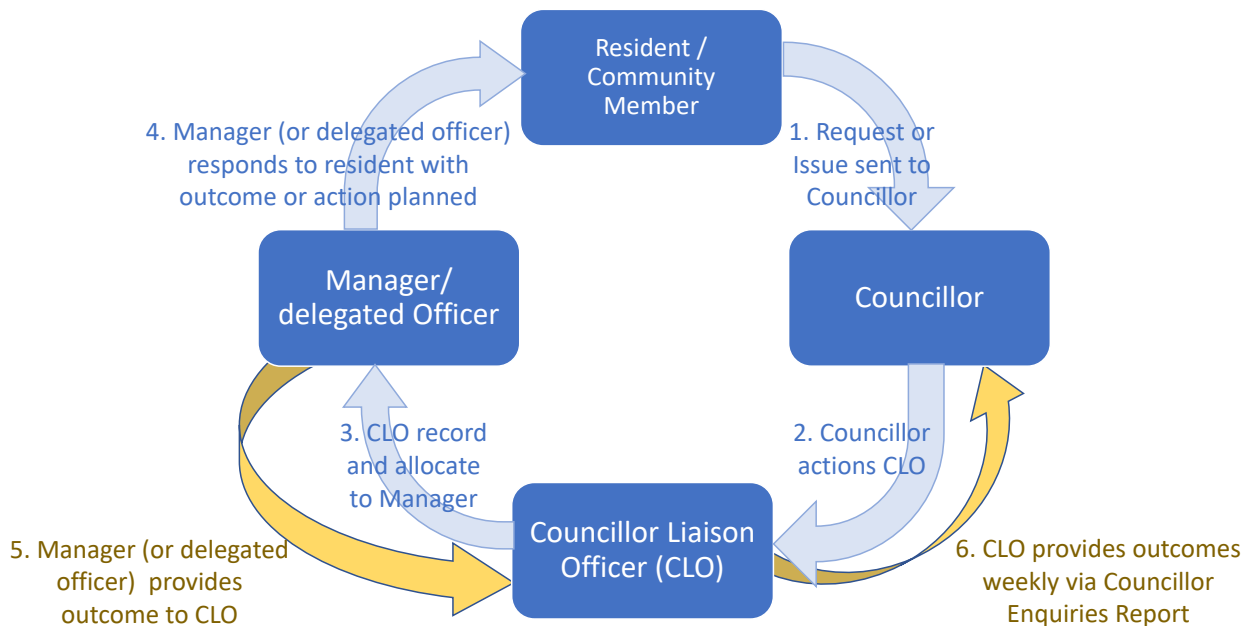 Resident /
Community
Member
1. Request or
Issue sent to
Councillor
4. Manager (or delegated officer)
responds to resident with
outcome or action planned
Manager/
delegated Officer
Councillor
3. CLO record
and allocate
to Manager
2. Councillor
actions CLO
Councillor Liaison
Officer (CLO)
5. Manager (or delegated
officer)  provides
outcome to CLO
6. CLO provides outcomes
weekly via Councillor
Enquiries Report